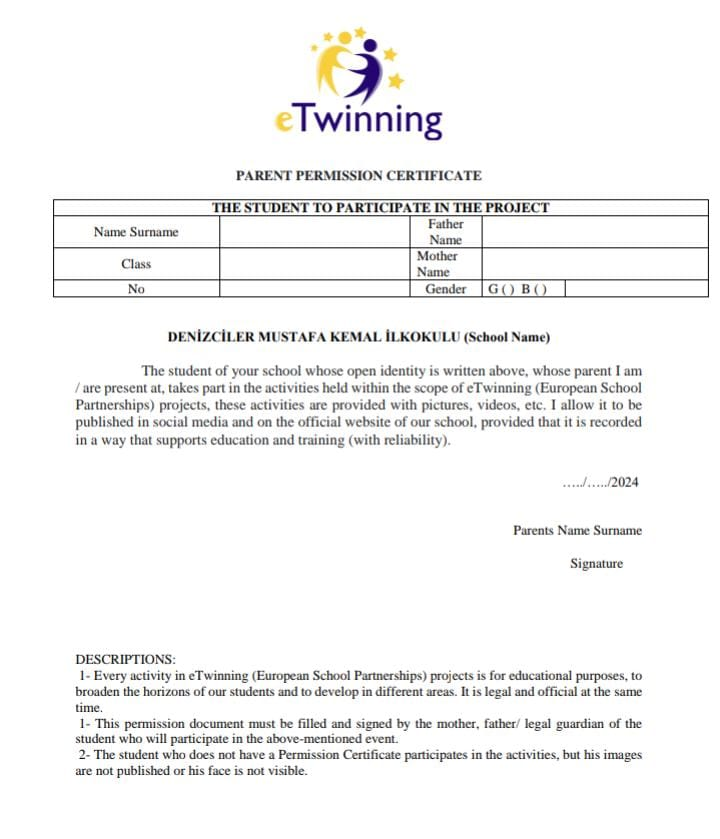 eTwinning
PARENT PERMISSION CERTIFICATE
THE STUDENT TO PARTICIPATE IN THE PROJECT
Name Surname
Father
Name
Class
Mother
Name
No
Gender G ( ) B ( )
DENİZCİLER MUSTAFA KEMAL İLKOKULU (School Name)
The student of your school whose open identity is written above, whose parent I am
/ are present at, takes part in the activities held within the scope of eTwinning (European School
Partnerships) projects, these activities are provided with pictures, videos, etc. I allow it to be
published in social media and on the official website of our school, provided that it is recorded
in a way that supports education and training (with reliability).
…../…../2024
Parents Name Surname
Signature
DESCRIPTIONS:
1- Every activity in eTwinning (European School Partnerships) projects is for educational purposes, to
broaden the horizons of our students and to develop in different areas. It is legal and official at the same
time.
1- This permission document must be filled and signed by the mother, father/ legal guardian of the
student who will participate in the above-mentioned event.
2- The student who does not have a Permission Certificate participates in the activities, but his images
are not published or his face is not visible.